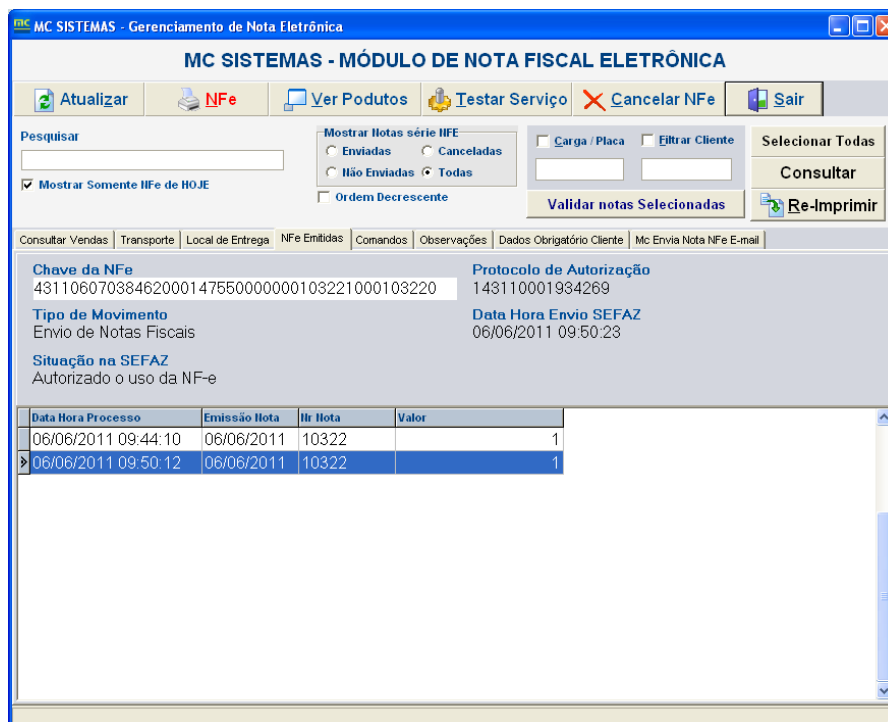 mc MC SISTEMAS - Gerenciamento de Nota Eletrônica
MC SISTEMAS - MÓDULO DE NOTA FISCAL ELETRÔNICA
Atualizar NFe Ver Podutos Testar Serviço Cancelar NFe Sair
Pesquisar
Mostrar Somente NFe de HOJE
Mostrar Notas série NFE
Enviadas Canceladas
Não Enviadas Todas
Ordem Decrescente
Carga / Placa Filtrar Cliente
Validar notas Selecionadas
Selecionar Todas
Consultar
Re-Imprimir
Consultar Vendas Transporte Local de Entrega NFe Emitidas Comandos Observações Dados Obrigatório Cliente Mc Envia Nota NFe E-mail
Chave da NFe
43110607038462000147550000000103221000103220
Protocolo de Autorização
143110001934269
Tipo de Movimento
Envio de Notas Fiscais
Data Hora Envio SEFAZ
06/06/2011 09:50:23
Situação na SEFAZ
Autorizado o uso da NF-e
Data Hora Processo Emissão Nota Nr Nota Valor
06/06/2011 09:44:10 06/06/2011 10322 1
06/06/2011 09:50:12 06/06/2011 10322 1